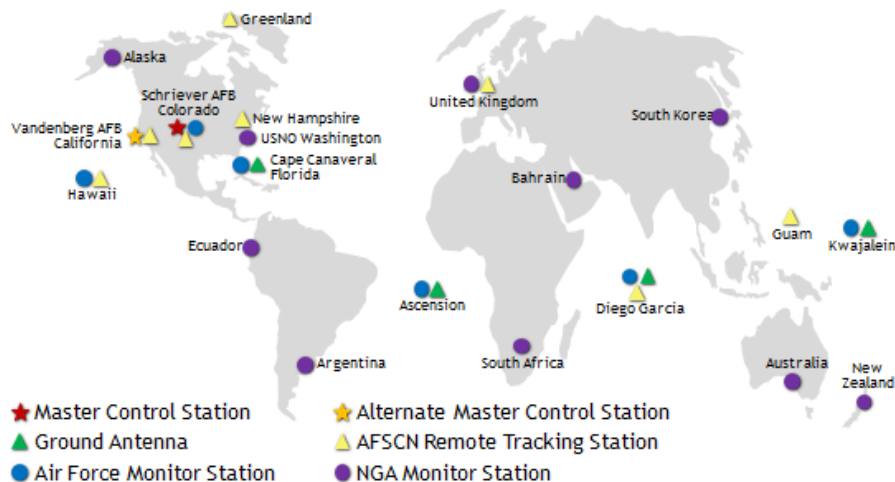 Greenland
Alaska
Schriever AFB
Colorado
New Hampshire
Vandenberg AFB
California
USNO Washington
Cape Canaveral
Florida
Hawaii
United Kingdom
South Korea
Bahrain
Guam
Kwajalein
Ecuador
Ascension
Diego Garcia
Argentina
South Africa
Australia
New
Zealand
Master Control Station
Alternate Master Control Station
Ground Antenna
AFSCN Remote Tracking Station
Air Force Monitor Station
NGA Monitor Station